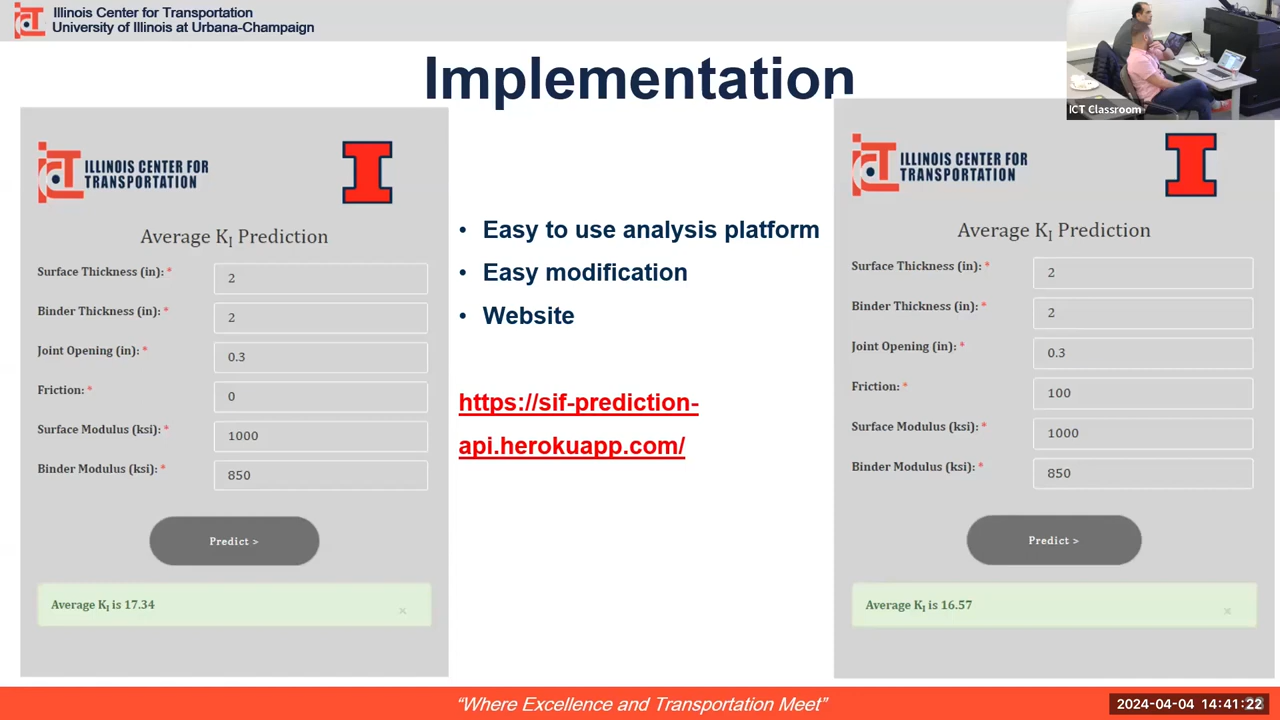 Illinois Center for Transportation
University of Illinois at Urbana-Champaign
Implementation
ICT Classroom
ICT ILLINOIS CENTER FOR
TRANSPORTATION
Average KI Prediction
Surface Thickness (in): * 2
Binder Thickness (in): * 2
Joint Opening (in): * 0.3
Friction: * 0
Surface Modulus (ksi): * 1000
Binder Modulus (ksi): * 850
Predict >
Average KI is 17.34 ×
• Easy to use analysis platform
• Easy modification
• Website
https://sif-prediction-
api.herokuapp.com/
ICT ILLINOIS CENTER FOR
TRANSPORTATION
Average KI Prediction
Surface Thickness (in): * 2
Binder Thickness (in): * 2
Joint Opening (in): * 0.3
Friction: * 100
Surface Modulus (ksi): * 1000
Binder Modulus (ksi): * 850
Predict >
Average KI is 16.57 ×
“Where Excellence and Transportation Meet”
2024-04-04 14:41:22